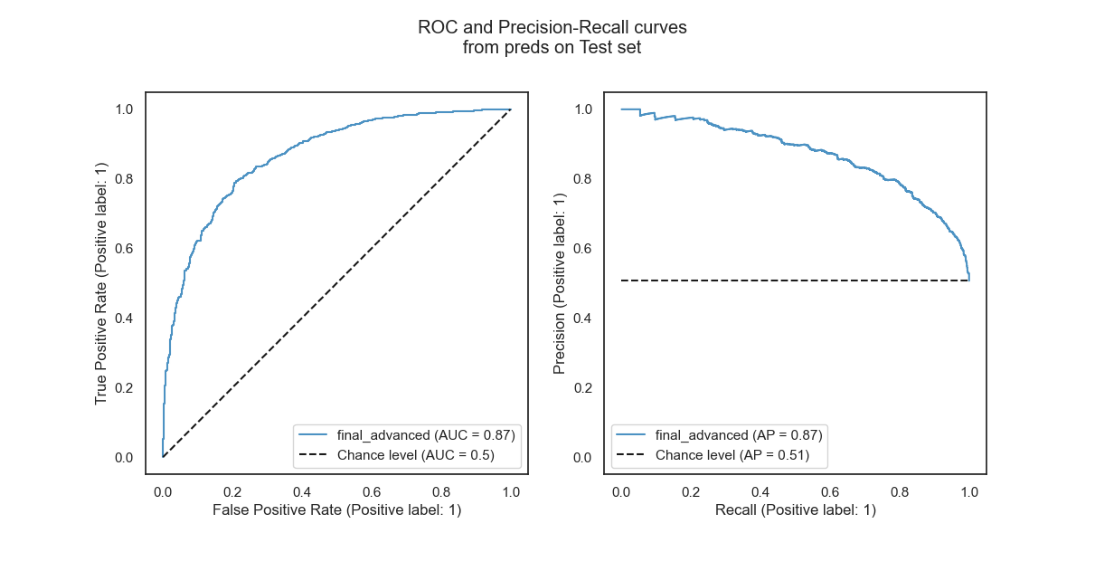 ROC and Precision-Recall curves
from preds on Test set
1.0
0.8
0.6
0.4
0.2
0.0
True Positive Rate (Positive label: 1)
final_advanced (AUC = 0.87)
Chance level (AUC = 0.5)
0.0 0.2 0.4 0.6 0.8 1.0
False Positive Rate (Positive label: 1)
1.0
0.8
0.6
0.4
0.2
0.0
Precision (Positive label: 1)
final_advanced (AP = 0.87)
Chance level (AP = 0.51)
0.0 0.2 0.4 0.6 0.8 1.0
Recall (Positive label: 1)